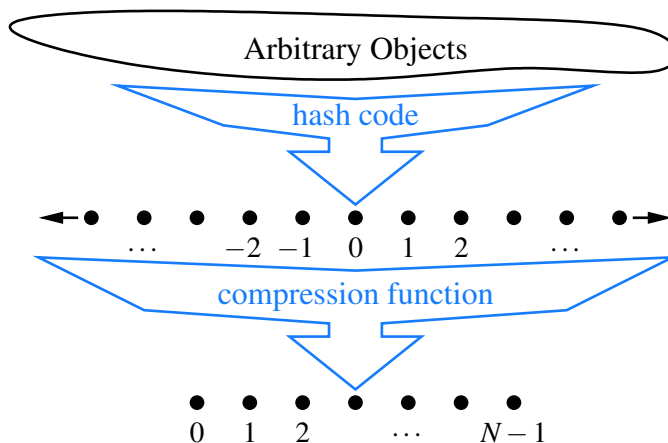 Arbitrary Objects
hash code
··· −2 −1 0 1 2 ···
compression function
0 1 2 ··· N−1